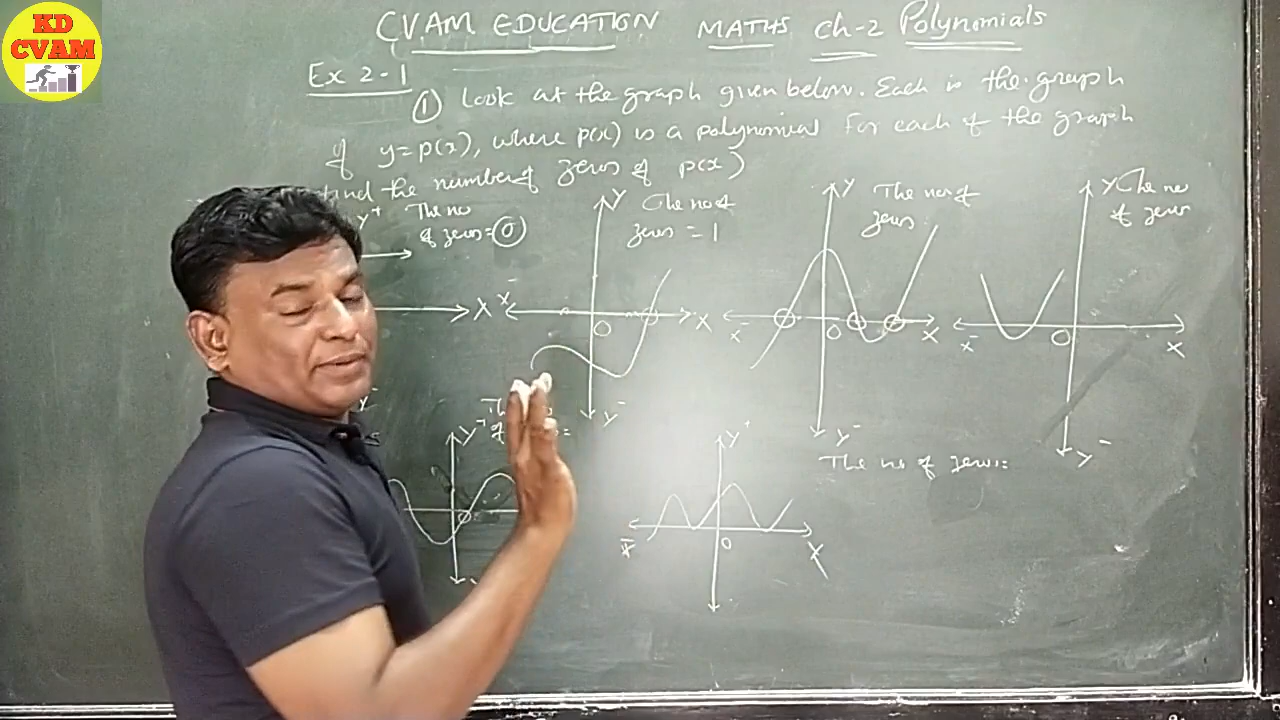 KD
CVAM
CVAM EDUCATION MATHS Ch-2 Polynomials
Ex 2-1
① Look at the graph given below. Each is the graph
of y=p(x), where p(x) is a polynomial For each of the graph
find the number of zeros of p(x)
Y+ The no
of zeros = 0
X
Y The no of
zeros = 1
X-
O
X
Y-
Y The no of
zeros.
X-
O
X
Y-
Y The no
of zeros
X-
O
X
Y-
Y-
Y+
of
=
O
Y+
The no of zeros =
X-
O
X